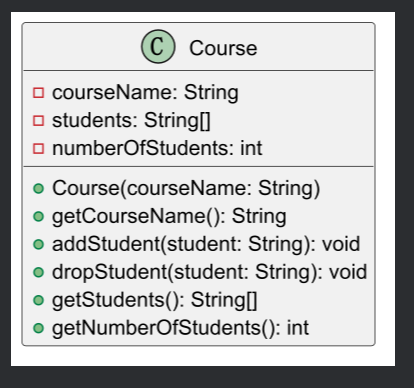 C Course
courseName: String
students: String[]
numberOfStudents: int
Course(courseName: String)
getCourseName(): String
addStudent(student: String): void
dropStudent(student: String): void
getStudents(): String[]
getNumberOfStudents(): int